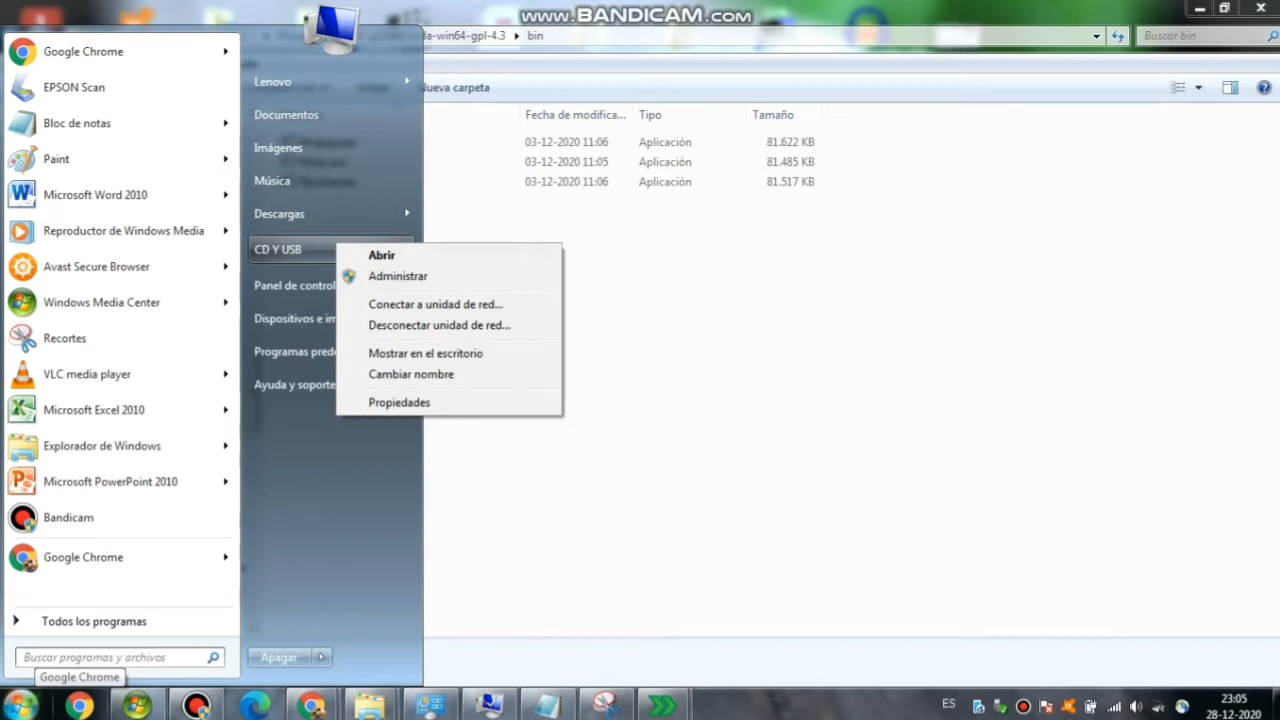 www.BANDICAM.com
da-win64-gpl-4.3 bin
Buscar bin
Nueva carpeta
Fecha de modifica... Tipo Tamaño
03-12-2020 11:06 Aplicación 81.622 KB
03-12-2020 11:05 Aplicación 81.485 KB
03-12-2020 11:06 Aplicación 81.517 KB
Google Chrome
EPSON Scan
Bloc de notas
Paint
Microsoft Word 2010
Reproductor de Windows Media
Avast Secure Browser
Windows Media Center
Recortes
VLC media player
Microsoft Excel 2010
Explorador de Windows
Microsoft PowerPoint 2010
Bandicam
Google Chrome
Todos los programas
Buscar programas y archivos
Google Chrome
Lenovo
Documentos
Imágenes
Música
Descargas
CD Y USB
Panel de control
Dispositivos e im
Programas prede
Ayuda y soporte
Apagar
Abrir
Administrar
Conectar a unidad de red...
Desconectar unidad de red...
Mostrar en el escritorio
Cambiar nombre
Propiedades
ES
23:05
28-12-2020